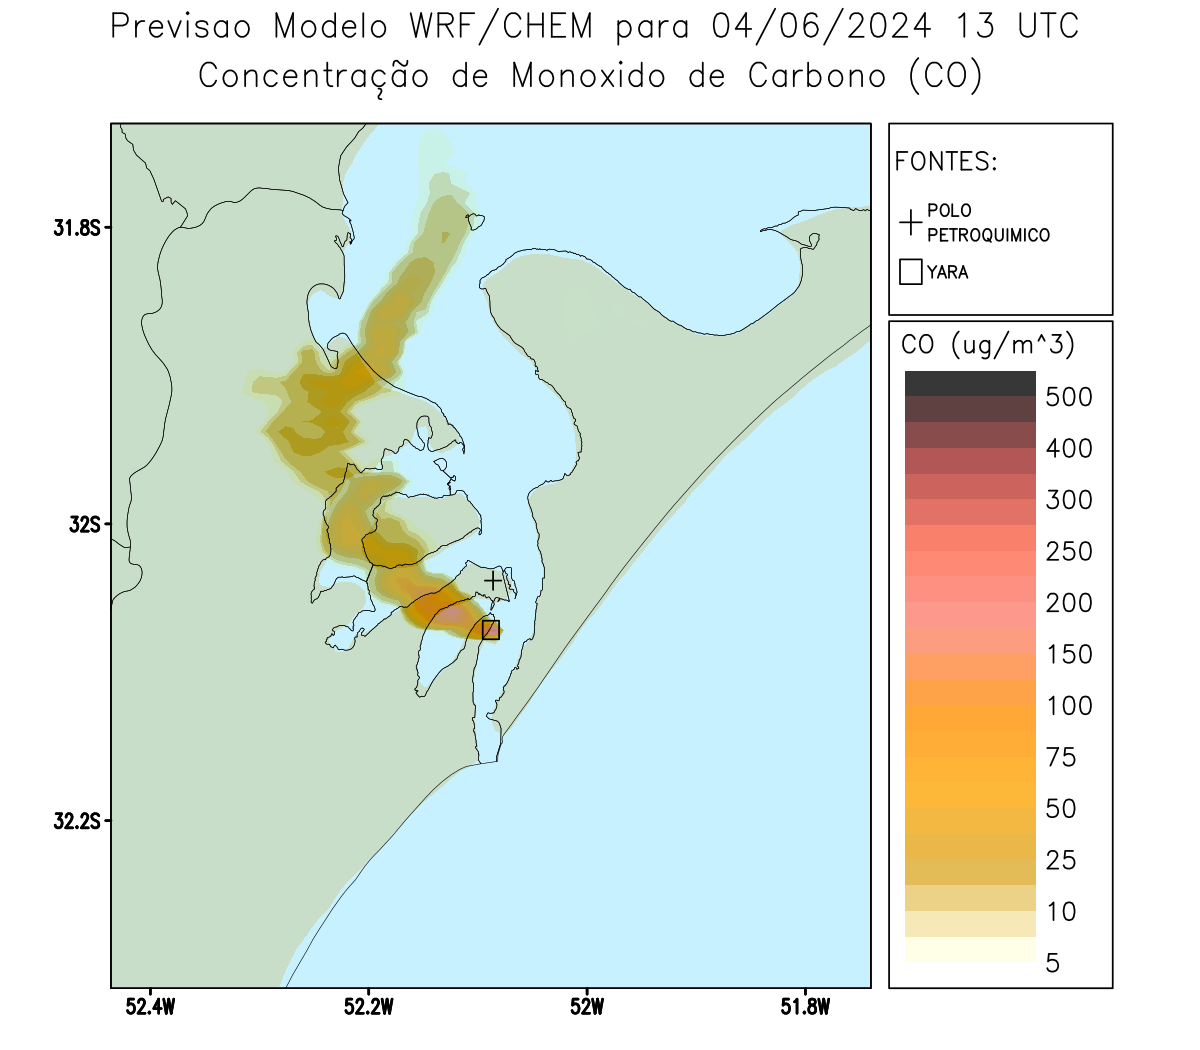 Previsao Modelo WRF/CHEM para 04/06/2024 13 UTC
Concentração de Monoxido de Carbono (CO)
FONTES:
POLO
PETROQUIMICO
YARA
CO (ug/m^3)
500
400
300
250
200
150
100
75
50
25
10
5
31.8S
32S
32.2S
52.4W
52.2W
52W
51.8W